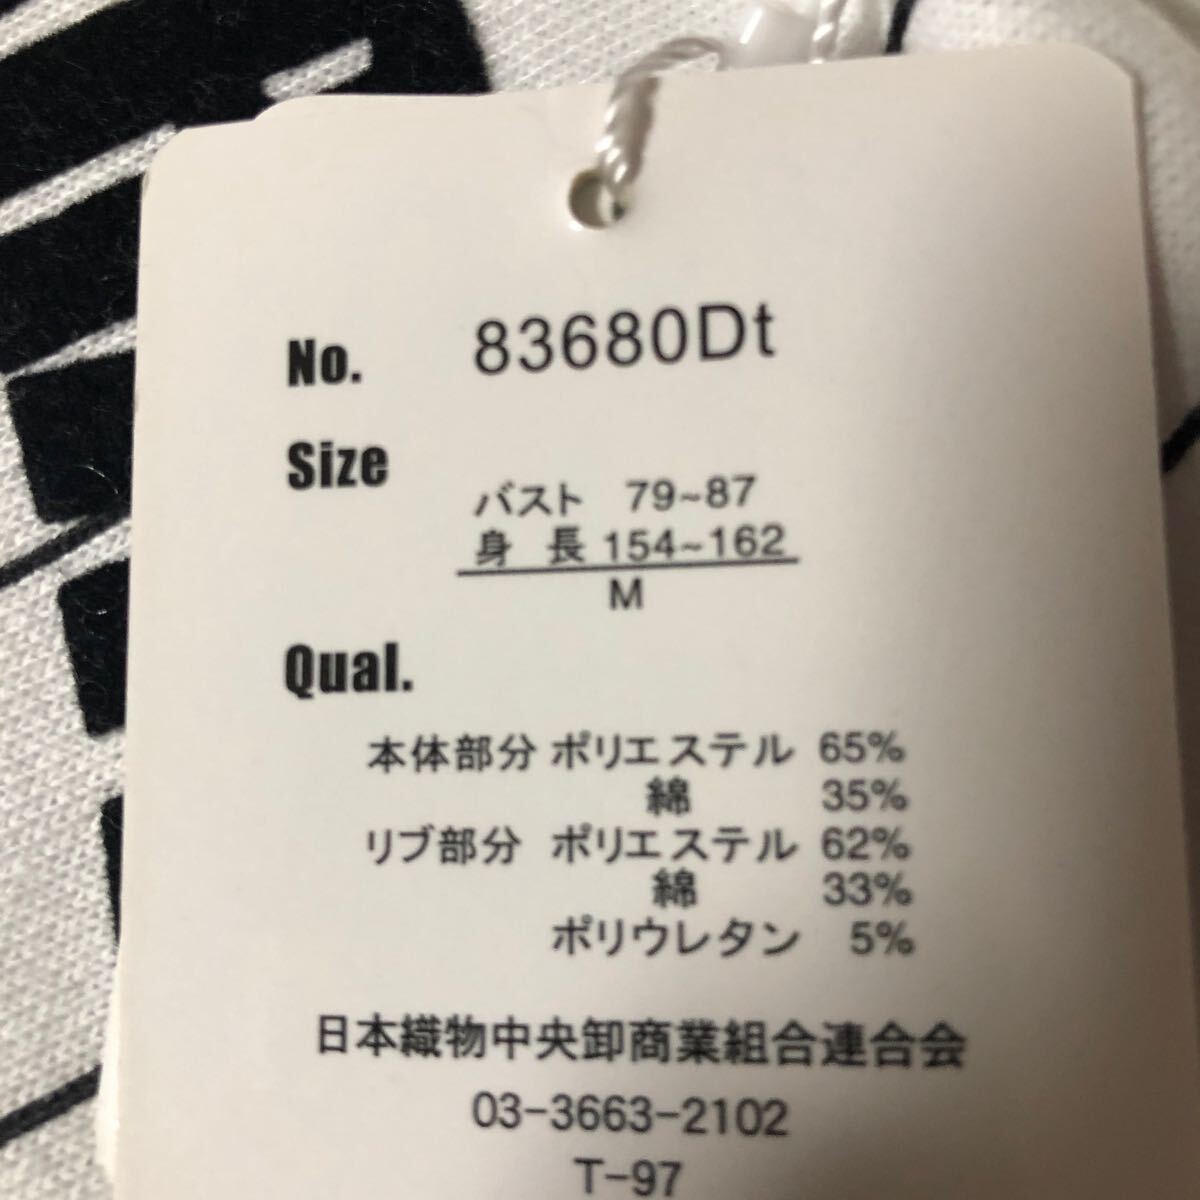 No. 83680Dt
Size
バスト 79~87
身 長 154~162
M
Qual.
本体部分 ポリエステル 65%
綿 35%
リブ部分 ポリエステル 62%
綿 33%
ポリウレタン 5%
日本織物中央卸商業組合連合会
03-3663-2102
T-97